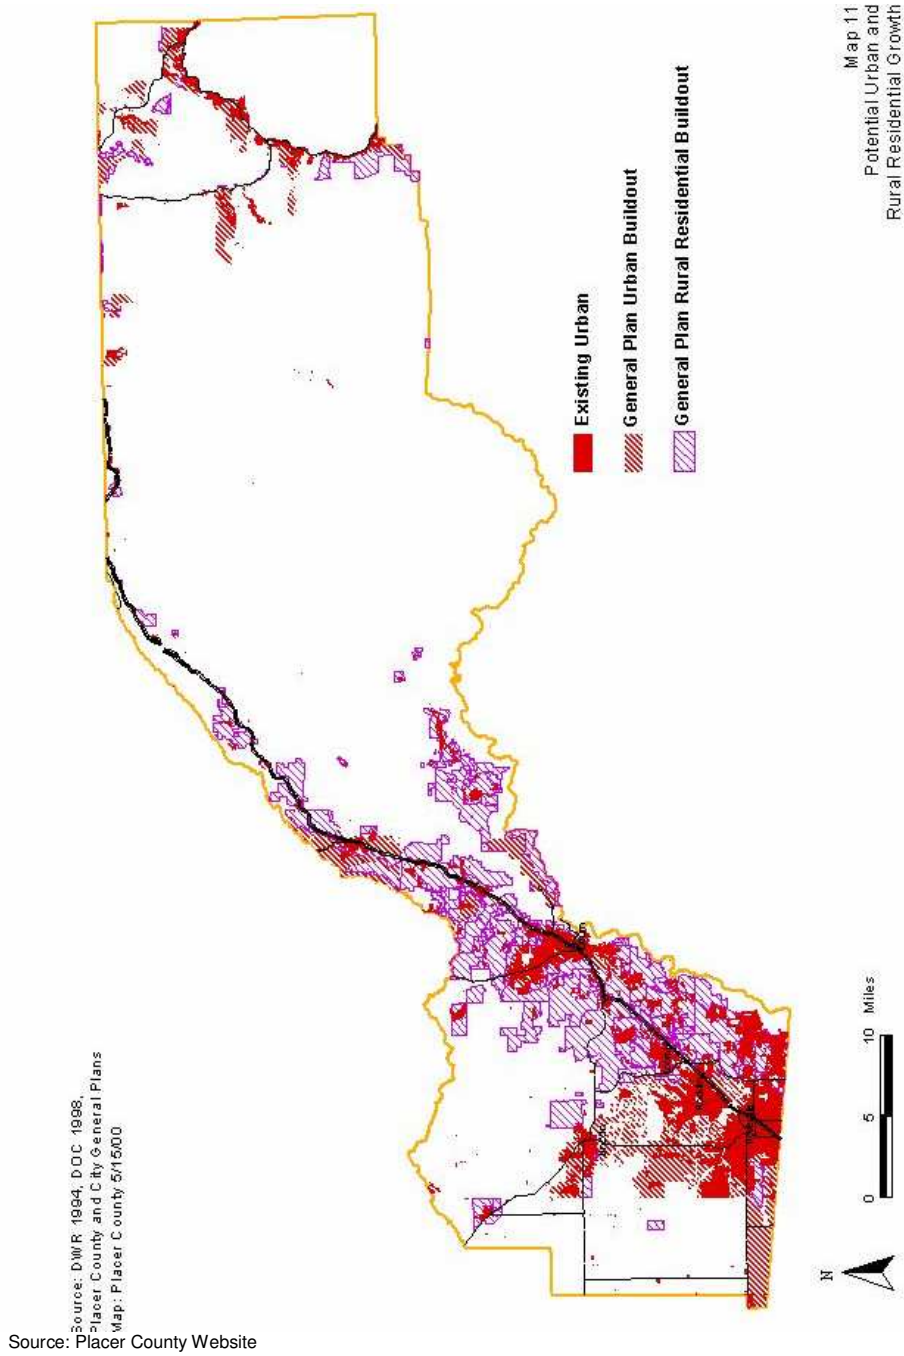 Map 11
Potential Urban and
Rural Residential Growth
Existing Urban
General Plan Urban Buildout
General Plan Rural Residential Buildout
0 5 10 Miles
N
Source: DWR 1994, DOC 1998,
Placer County and City General Plans
Map: Placer County 5/15/00
Source: Placer County Website